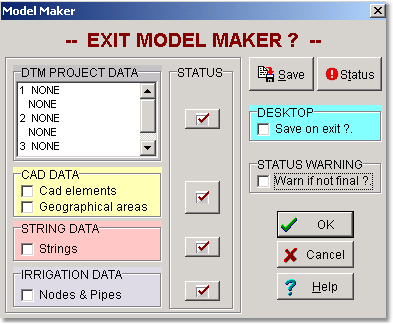 Model Maker
-- EXIT MODEL MAKER ? --
DTM PROJECT DATA
1 NONE
NONE
2 NONE
NONE
3 NONE
STATUS
Save
Status
DESKTOP
Save on exit ?.
CAD DATA
Cad elements
Geographical areas
STATUS WARNING
Warn if not final ?.
STRING DATA
Strings
OK
Cancel
IRRIGATION DATA
Nodes & Pipes
Help